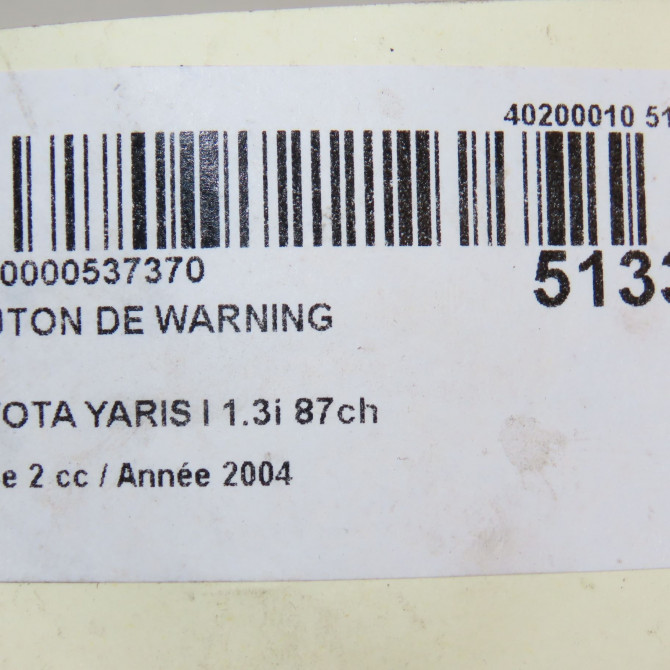 40200010 51
0000537370
5133
UTON DE WARNING
OTA YARIS I 1.3i 87ch
e 2 cc / Année 2004